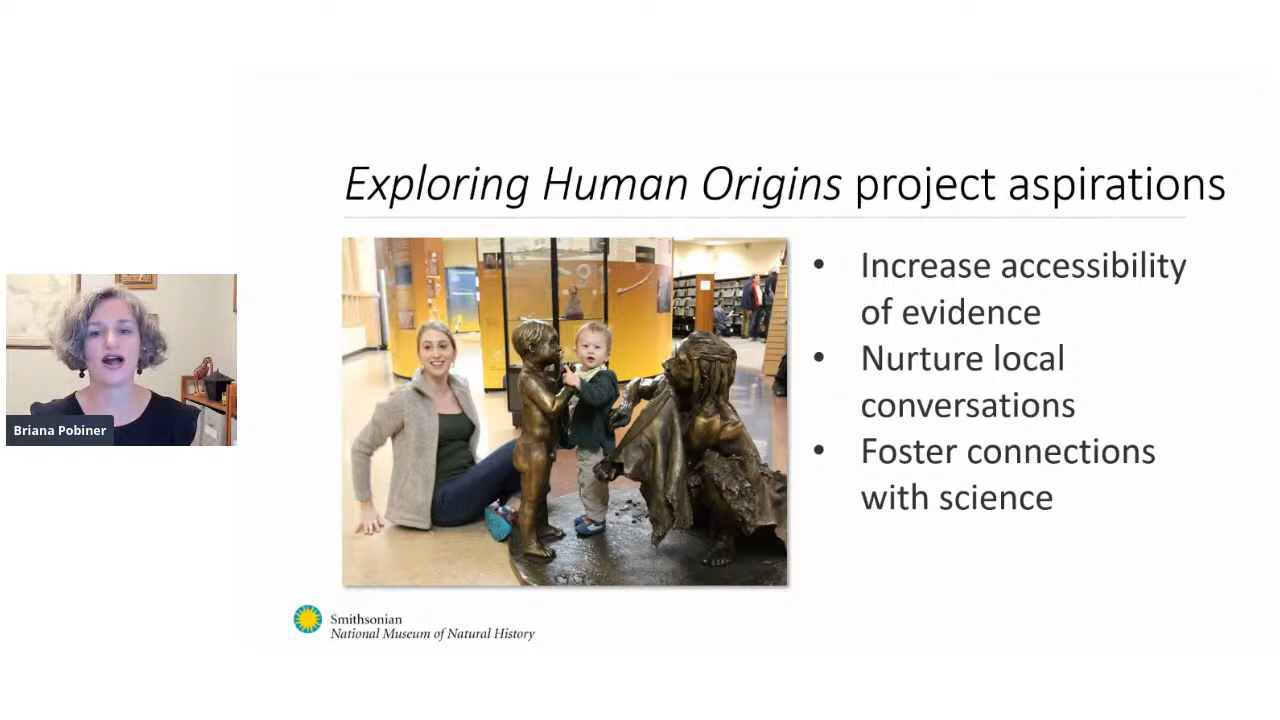 Exploring Human Origins project aspirations
• Increase accessibility
of evidence
• Nurture local
conversations
• Foster connections
with science
Briana Pobiner
Smithsonian
National Museum of Natural History